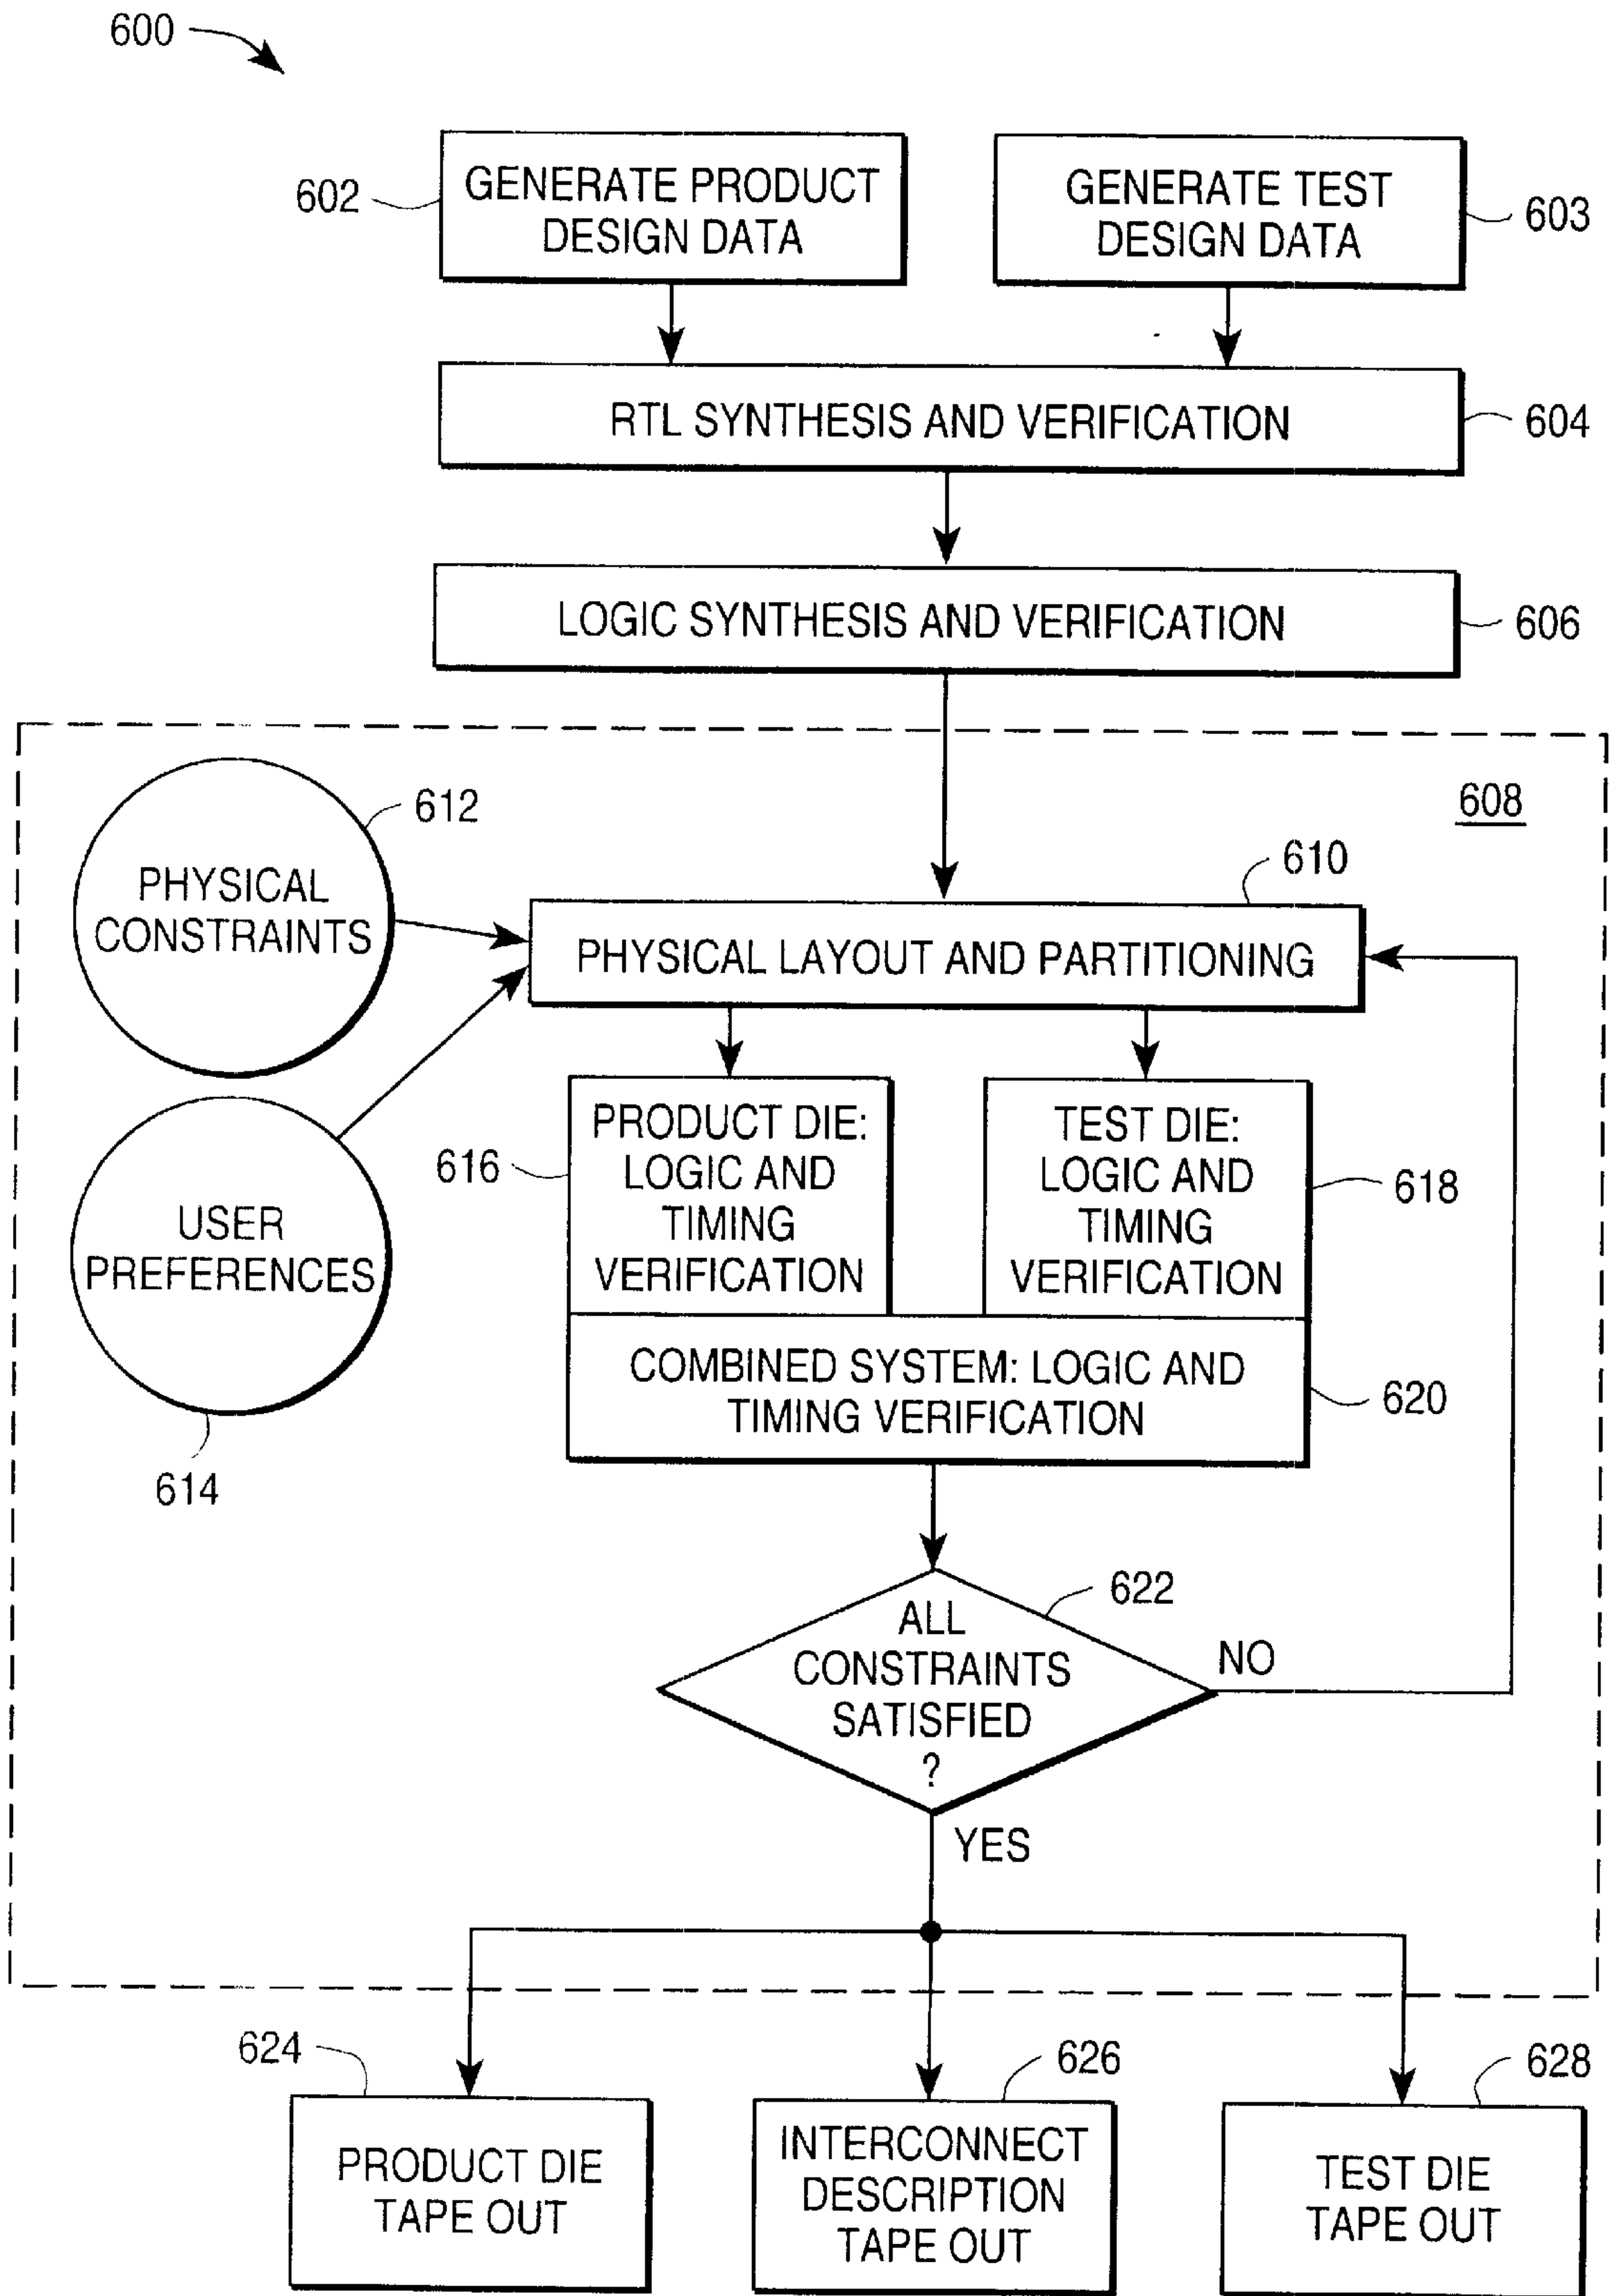 600
602
GENERATE PRODUCT
DESIGN DATA
GENERATE TEST
DESIGN DATA
603
RTL SYNTHESIS AND VERIFICATION
604
LOGIC SYNTHESIS AND VERIFICATION
606
608
612
PHYSICAL
CONSTRAINTS
610
PHYSICAL LAYOUT AND PARTITIONING
USER
PREFERENCES
614
616
PRODUCT DIE:
LOGIC AND
TIMING
VERIFICATION
TEST DIE:
LOGIC AND
TIMING
VERIFICATION
618
COMBINED SYSTEM: LOGIC AND
TIMING VERIFICATION
620
622
ALL
CONSTRAINTS
SATISFIED
?
NO
YES
624
PRODUCT DIE
TAPE OUT
626
INTERCONNECT
DESCRIPTION
TAPE OUT
628
TEST DIE
TAPE OUT